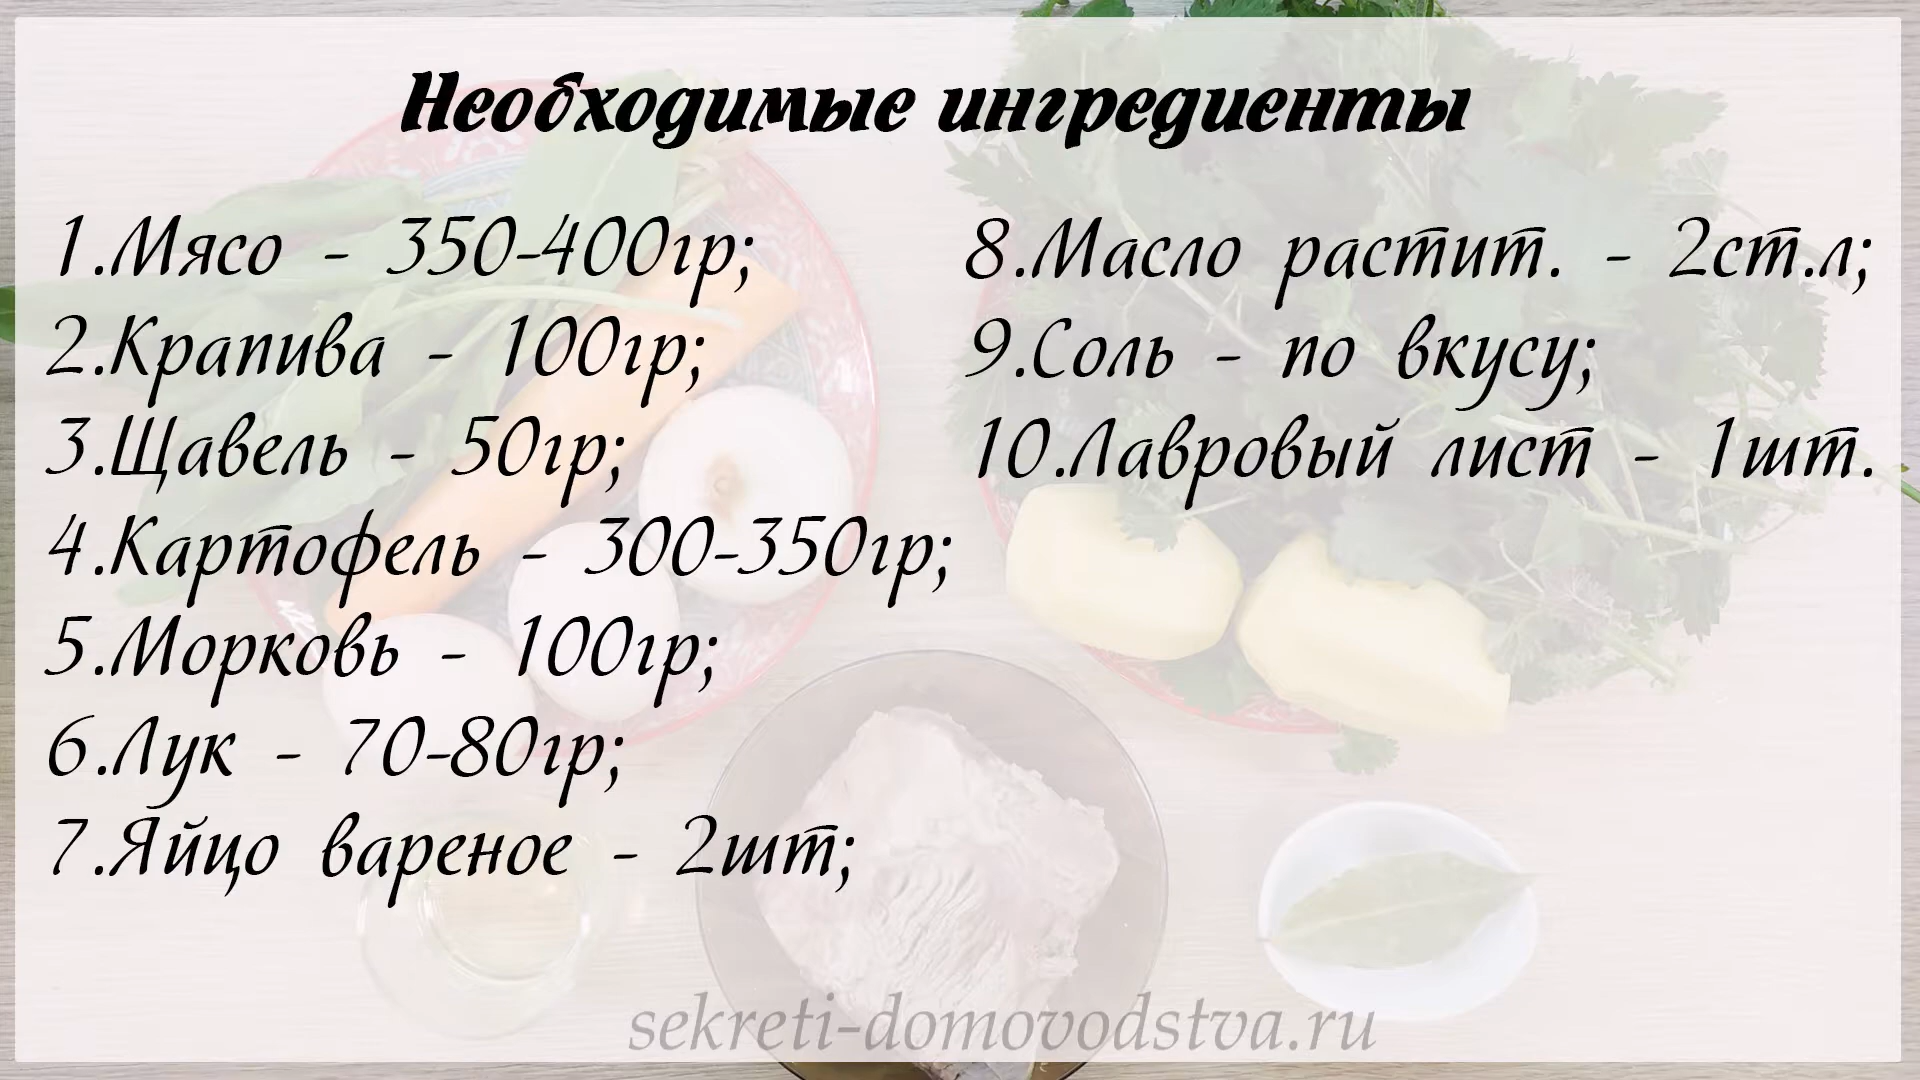 Необходимые ингредиенты
1.Мясо - 350-400гр;
2.Крапива - 100гр;
3.Щавель - 50гр;
4.Картофель - 300-350гр;
5.Морковь - 100гр;
6.Лук - 70-80гр;
7.Яйцо вареное - 2шт;
8.Масло растит. - 2ст.л;
9.Соль - по вкусу;
10.Лавровый лист - 1шт.
sekreti-domovodstva.ru